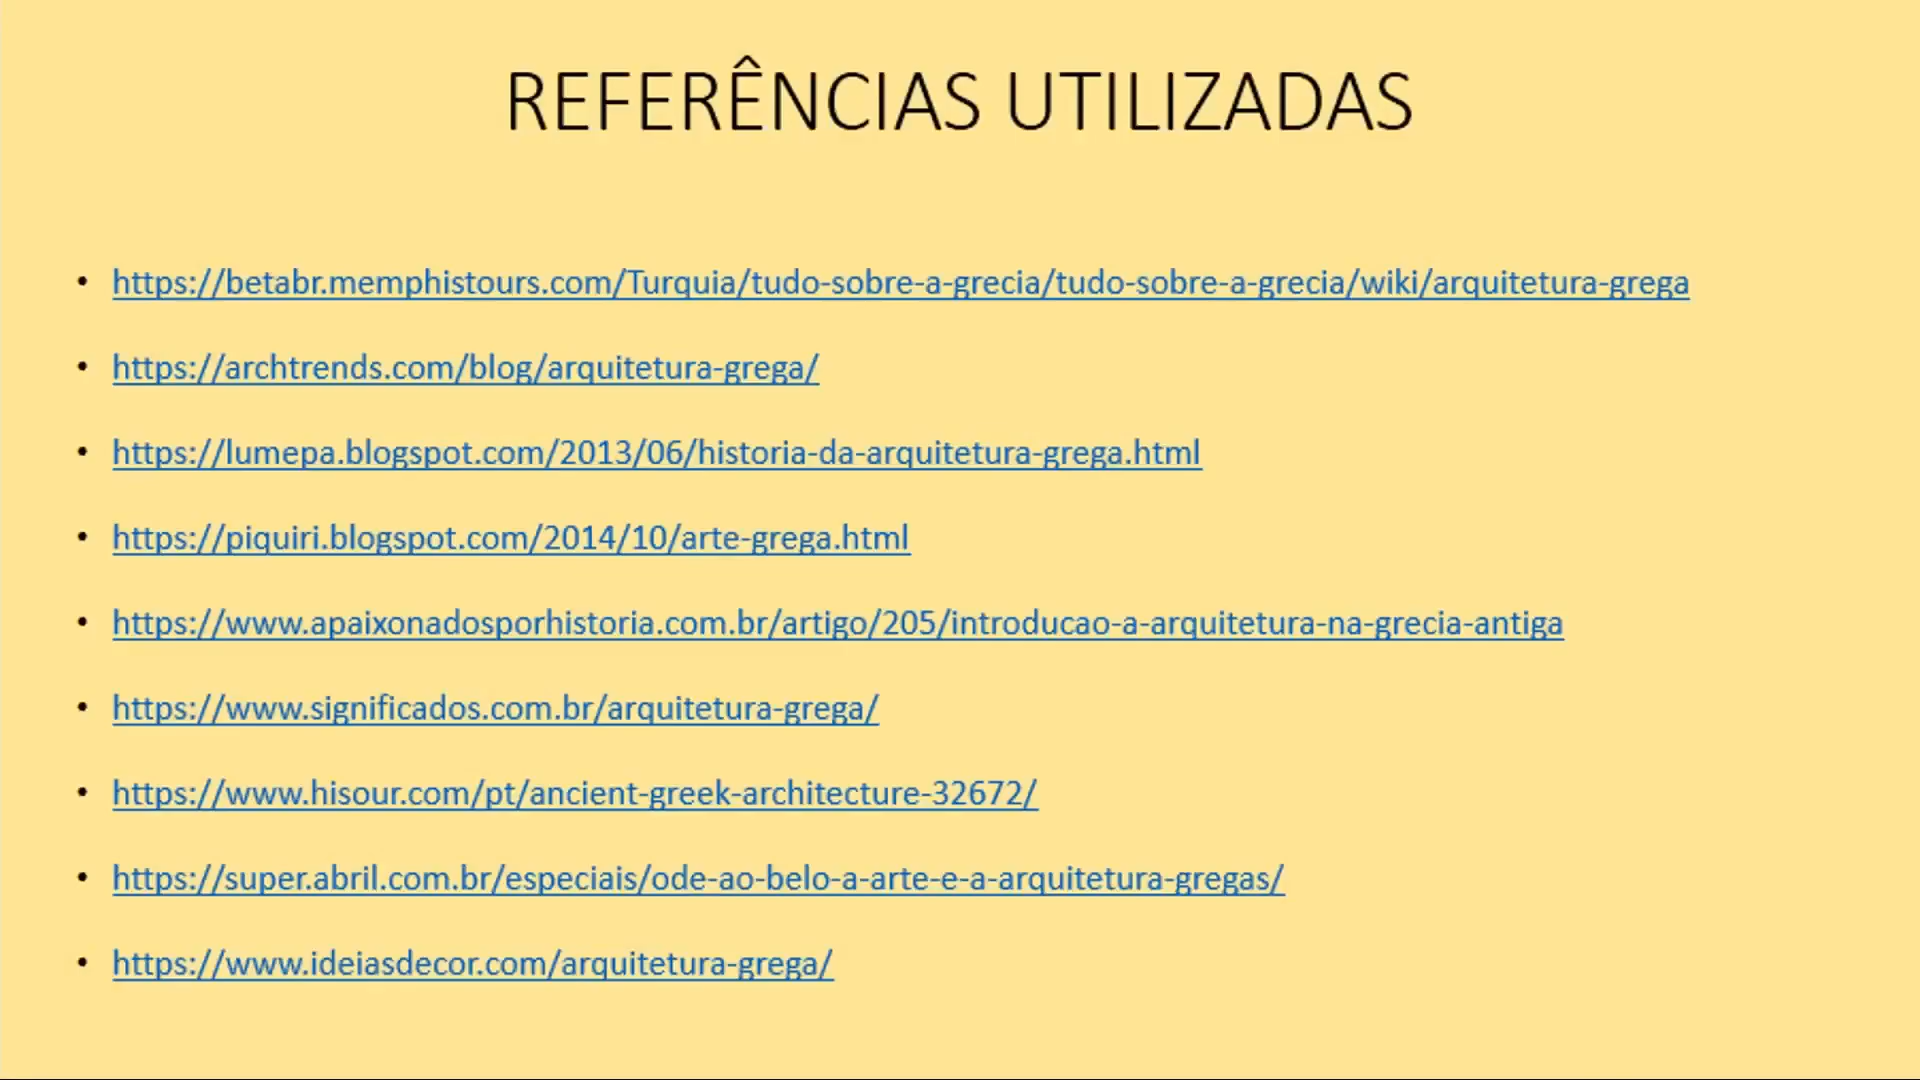 REFERÊNCIAS UTILIZADAS
• https://betabr.memphistours.com/Turquia/tudo-sobre-a-grecia/tudo-sobre-a-grecia/wiki/arquitetura-grega
• https://archtrends.com/blog/arquitetura-grega/
• https://lumepa.blogspot.com/2013/06/historia-da-arquitetura-grega.html
• https://piquiri.blogspot.com/2014/10/arte-grega.html
• https://www.apaixonadosporhistoria.com.br/artigo/205/introducao-a-arquitetura-na-grecia-antiga
• https://www.significados.com.br/arquitetura-grega/
• https://www.hisour.com/pt/ancient-greek-architecture-32672/
• https://super.abril.com.br/especiais/ode-ao-belo-a-arte-e-a-arquitetura-gregas/
• https://www.ideiasdecor.com/arquitetura-grega/